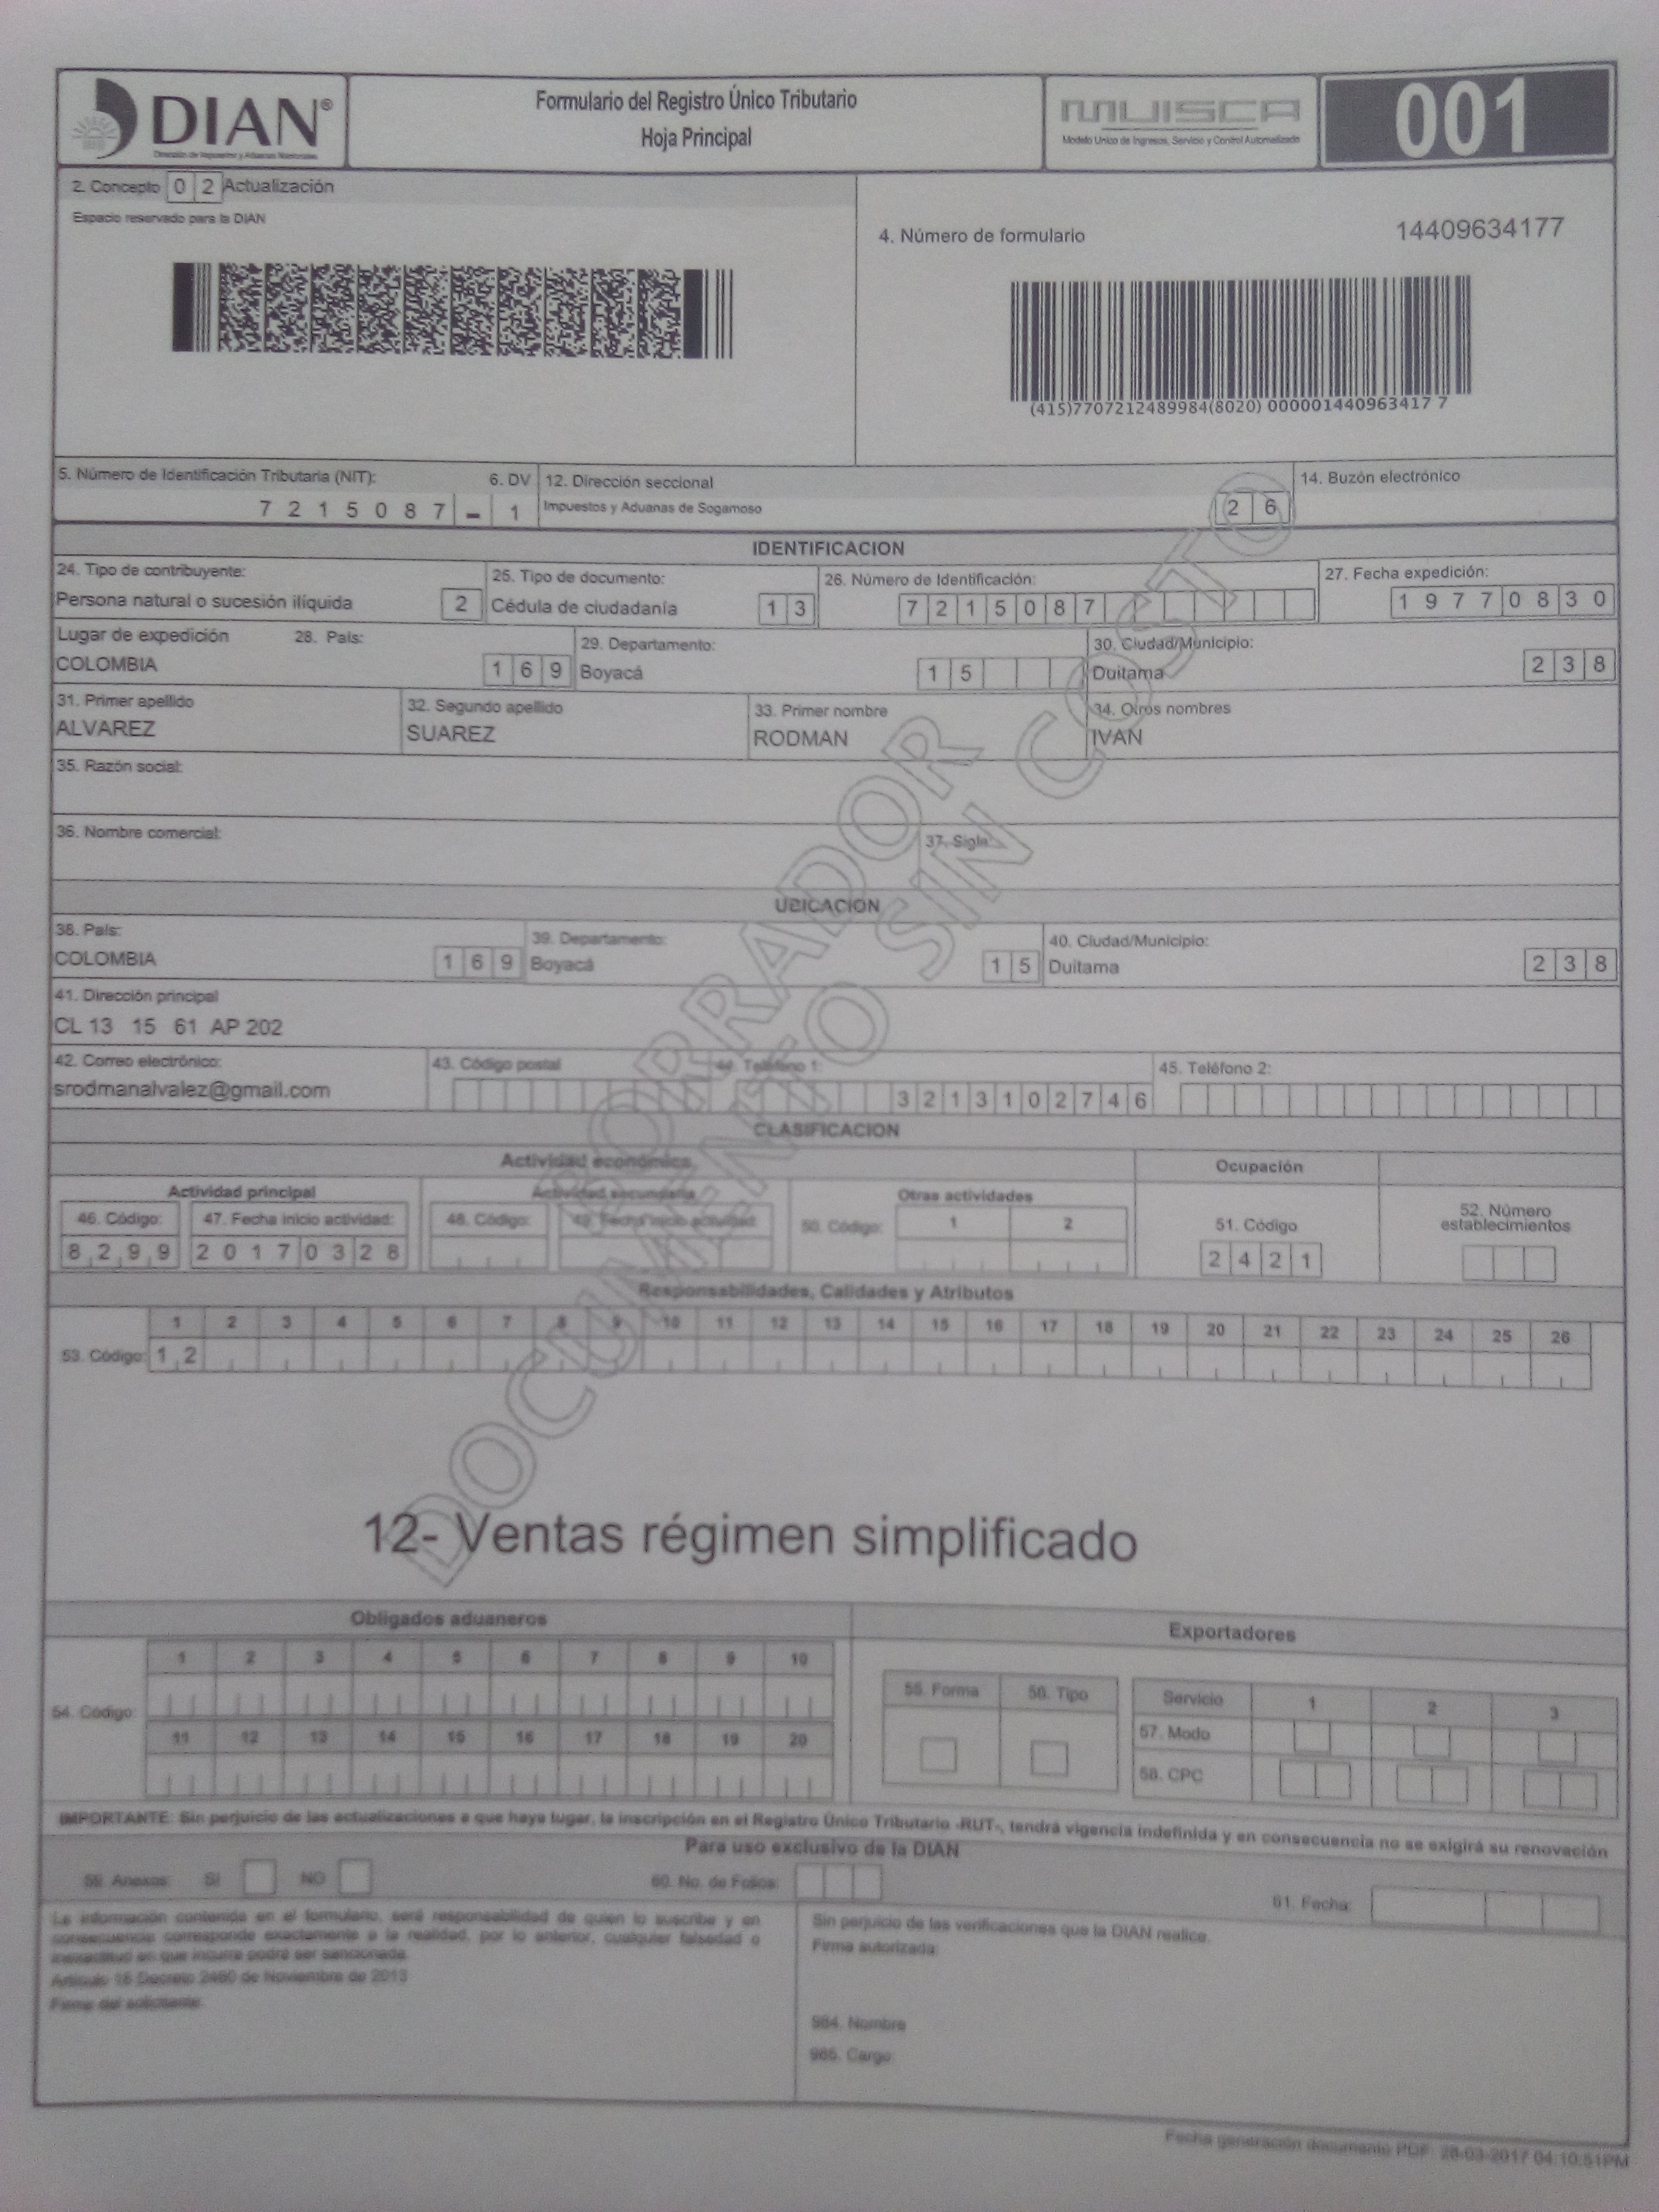 DIAN®
Dirección de Impuestos y Aduanas Nacionales
Formulario del Registro Único Tributario
Hoja Principal
MUISCA
Modelo Unico de Ingresos, Servicio y Control Automatizado
001
2. Concepto 0 2 Actualización
Espacio reservado para la DIAN
4. Número de formulario
14409634177
(415)7707212489984(8020) 000001440963417 7
5. Número de Identificación Tributaria (NIT):
7 2 1 5 0 8 7 -
6. DV
1
12. Dirección seccional
Impuestos y Aduanas de Sogamoso
2 6
14. Buzón electrónico
IDENTIFICACION
24. Tipo de contribuyente:
Persona natural o sucesión ilíquida 2
25. Tipo de documento:
Cédula de ciudadanía 1 3
26. Número de Identificación:
7 2 1 5 0 8 7
27. Fecha expedición:
1 9 7 7 0 8 3 0
Lugar de expedición 28. País:
COLOMBIA 1 6 9
29. Departamento:
Boyacá 1 5
30. Ciudad/Municipio:
Duitama 2 3 8
31. Primer apellido
ALVAREZ
32. Segundo apellido
SUAREZ
33. Primer nombre
RODMAN
34. Otros nombres
IVAN
35. Razón social:
36. Nombre comercial:
37. Sigla:
UBICACION
38. País:
COLOMBIA 1 6 9
39. Departamento:
Boyacá 1 5
40. Ciudad/Municipio:
Duitama 2 3 8
41. Dirección principal
CL 13 15 61 AP 202
42. Correo electrónico:
srodmanalvalez@gmail.com
43. Código postal
44. Teléfono 1:
3 2 1 3 1 0 2 7 4 6
45. Teléfono 2:
CLASIFICACION
Actividad económica
Ocupación
Actividad principal
Actividad secundaria
Otras actividades
46. Código:
8 2 9 9
47. Fecha inicio actividad:
2 0 1 7 0 3 2 8
48. Código:
49. Fecha inicio actividad:
50. Código:
1 2
51. Código
2 4 2 1
52. Número
establecimientos
Responsabilidades, Calidades y Atributos
1 2 3 4 5 6 7 8 9 10 11 12 13 14 15 16 17 18 19 20 21 22 23 24 25 26
53. Código: 1 2
12- Ventas régimen simplificado
BORRADOR
DOCUMENTO SIN COSTO
Obligados aduaneros
Exportadores
1 2 3 4 5 6 7 8 9 10
54. Código:
11 12 13 14 15 16 17 18 19 20
55. Forma
56. Tipo
Servicio 1 2 3
57. Modo
58. CPC
IMPORTANTE: Sin perjuicio de las actualizaciones a que haya lugar, la inscripción en el Registro Único Tributario -RUT-, tendrá vigencia indefinida y en consecuencia no se exigirá su renovación
Para uso exclusivo de la DIAN
59. Anexos: SI NO
60. No. de Folios:
61. Fecha:
La información contenida en el formulario, será responsabilidad de quien lo suscribe y en
consecuencia corresponde exactamente a la realidad, por lo anterior, cualquier falsedad o
inexactitud en que incurra podrá ser sancionada.
Artículo 15 Decreto 2460 de Noviembre de 2013
Firma del solicitante:
Sin perjuicio de las verificaciones que la DIAN realice.
Firma autorizada:
984. Nombre
985. Cargo:
Fecha generación documento PDF: 28-03-2017 04:10:51PM